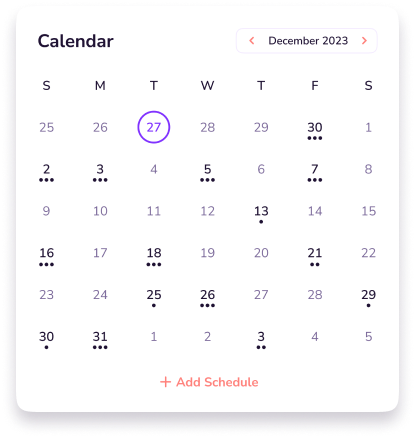 Calendar
December 2023
S M T W T F S
25 26 27 28 29 30 1
2 3 4 5 6 7 8
9 10 11 12 13 14 15
16 17 18 19 20 21 22
23 24 25 26 27 28 29
30 31 1 2 3 4 5
+ Add Schedule